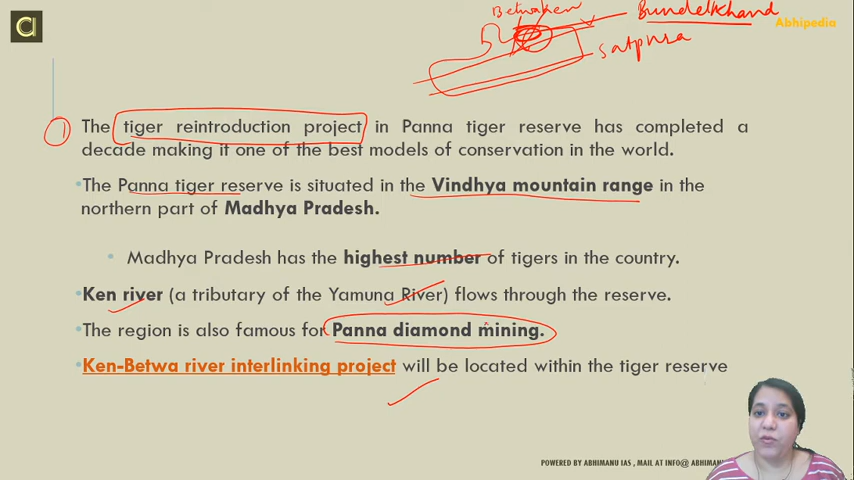 Between
Bundelkhand
Abhipedia
Satpura
a
1
The tiger reintroduction project in Panna tiger reserve has completed a
decade making it one of the best models of conservation in the world.
•The Panna tiger reserve is situated in the Vindhya mountain range in the
northern part of Madhya Pradesh.
• Madhya Pradesh has the highest number of tigers in the country.
•Ken river (a tributary of the Yamuna River) flows through the reserve.
•The region is also famous for Panna diamond mining.
•Ken-Betwa river interlinking project will be located within the tiger reserve
POWERED BY ABHIMANU IAS , MAIL AT INFO@ ABHIMAN